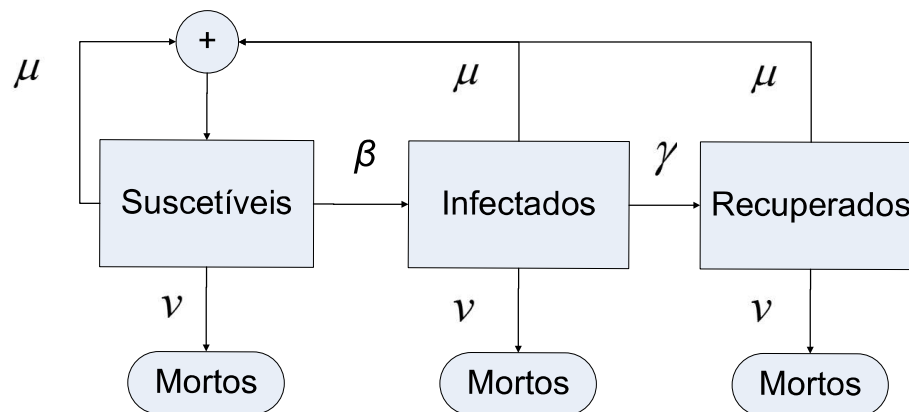 +
μ
μ
μ
β
γ
Suscetíveis
Infectados
Recuperados
ν
ν
ν
Mortos
Mortos
Mortos